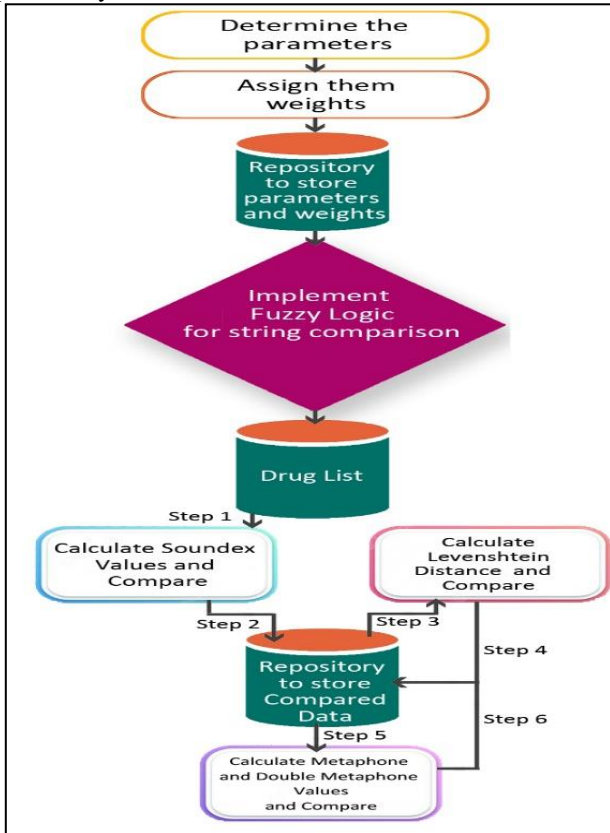 Determine the
parameters
Assign them
weights
Repository
to store
parameters
and weights
Implement
Fuzzy Logic
for string comparison
Drug List
Step 1
Calculate Soundex
Values and
Compare
Calculate
Levenshtein
Distance and
Compare
Step 2
Step 3
Repository
to store
Compared
Data
Step 4
Step 5
Step 6
Calculate Metaphone
and Double Metaphone
Values
and Compare